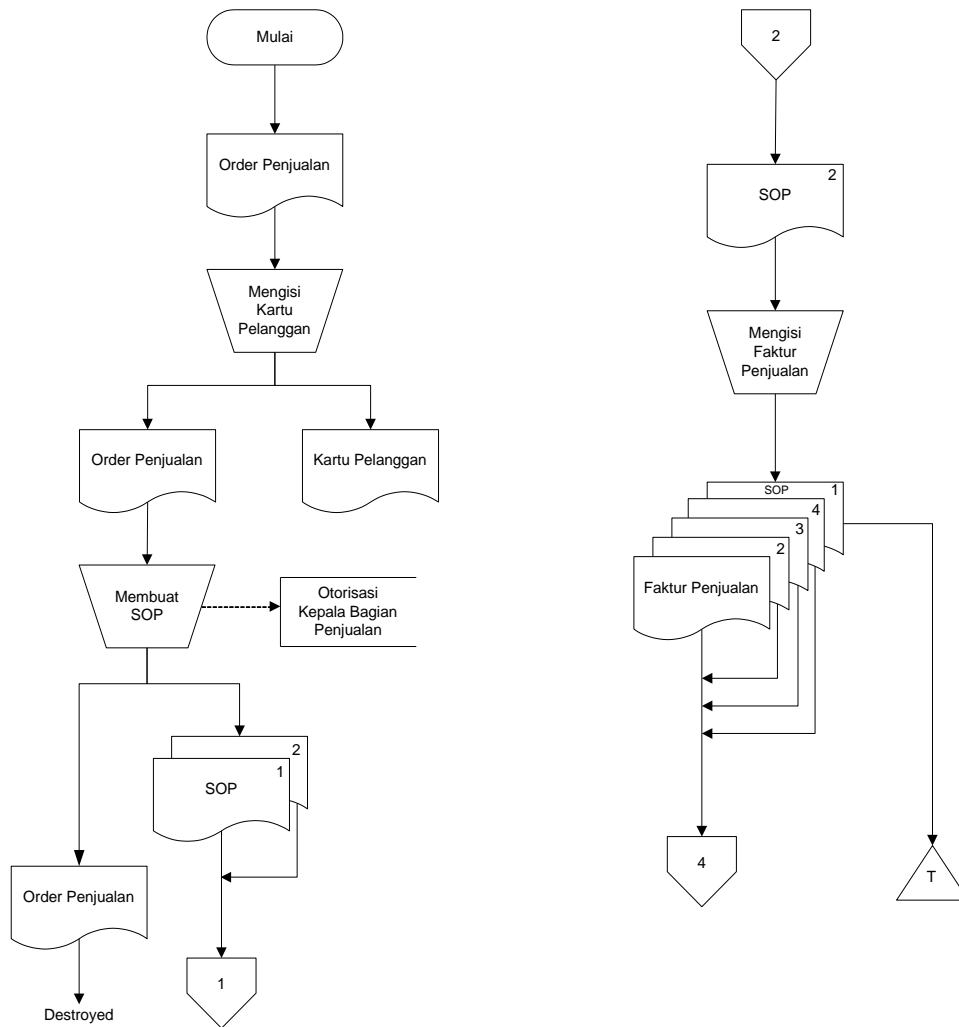 Mulai
Order Penjualan
Mengisi
Kartu
Pelanggan
Order Penjualan
Kartu Pelanggan
Membuat
SOP
Otorisasi
Kepala Bagian
Penjualan
2
1
SOP
Order Penjualan
1
Destroyed
2
2
SOP
Mengisi
Faktur
Penjualan
SOP
1
4
3
2
Faktur Penjualan
4
T